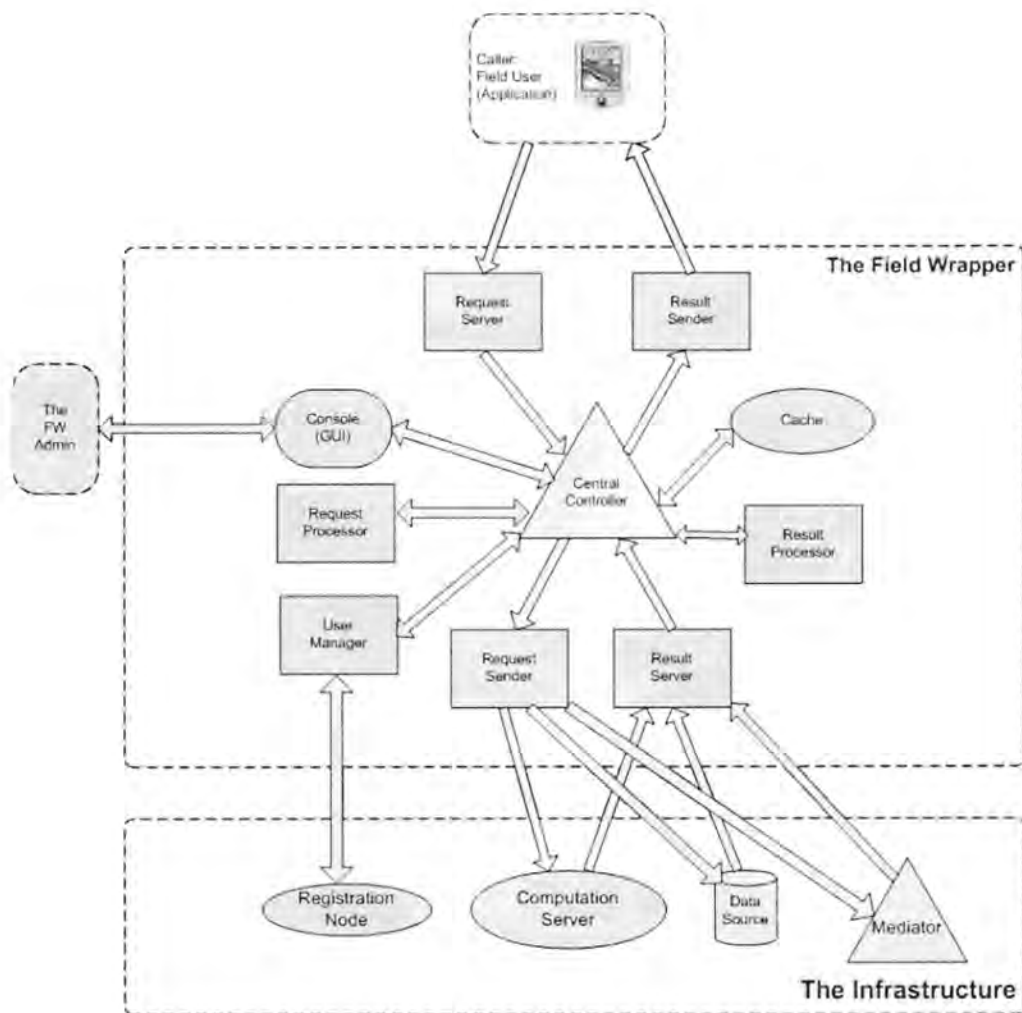 Caller:
Field User
(Application)
The Field Wrapper
Request
Server
Result
Sender
The
FW
Admin
Console
(GUI)
Cache
Central
Controller
Request
Processor
Result
Processor
User
Manager
Request
Sender
Result
Server
Registration
Node
Computation
Server
Data
Source
Mediator
The Infrastructure